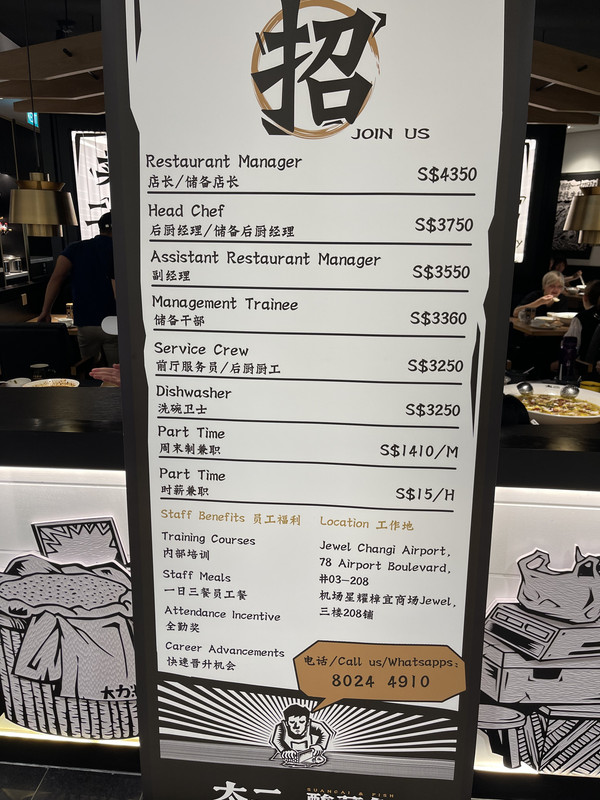 招
JOIN US
Restaurant Manager
店长/储备店长
S$4350
Head Chef
后厨经理/储备后厨经理
S$3750
Assistant Restaurant Manager
副经理
S$3550
Management Trainee
储备干部
S$3360
Service Crew
前厅服务员/后厨厨工
S$3250
Dishwasher
洗碗卫士
S$3250
Part Time
周末制兼职
S$1410/M
Part Time
时薪兼职
S$15/H
Staff Benefits 员工福利
Training Courses
内部培训
Staff Meals
一日三餐员工餐
Attendance Incentive
全勤奖
Career Advancements
快速晋升机会
Location 工作地
Jewel Changi Airport,
78 Airport Boulevard,
#03-208
机场星耀樟宜商场Jewel,
三楼208铺
电话/Call us/Whatsapps:
8024 4910
大力
太二
SUANCAI & FISH